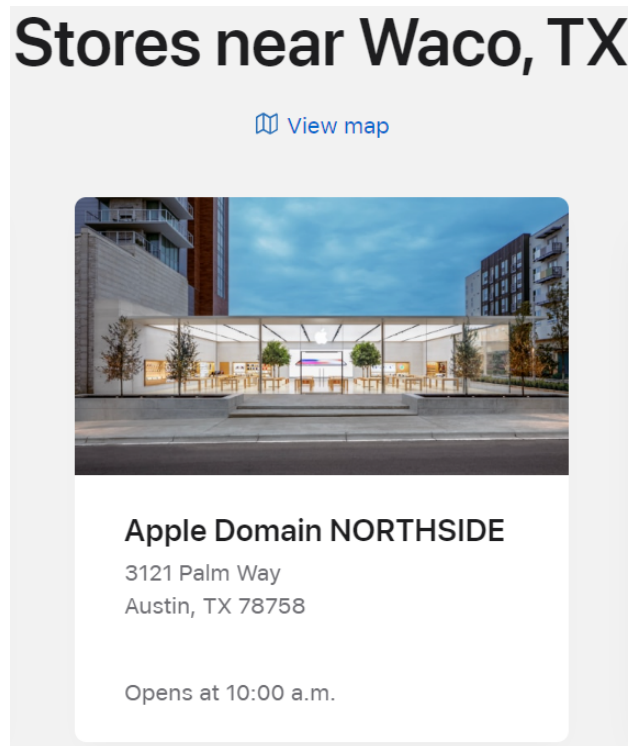 Stores near Waco, TX
View map
Apple Domain NORTHSIDE
3121 Palm Way
Austin, TX 78758
Opens at 10:00 a.m.